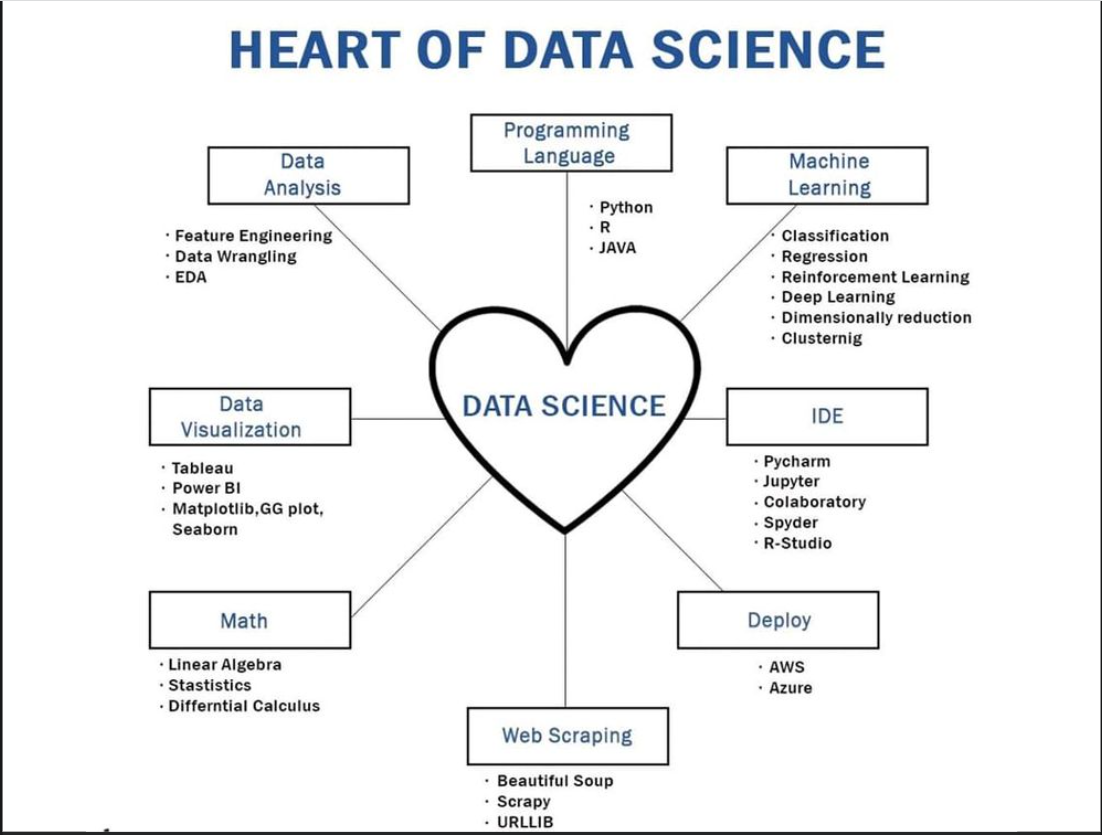 HEART OF DATA SCIENCE
Programming
Language
· Python
· R
· JAVA
Data
Analysis
· Feature Engineering
· Data Wrangling
· EDA
Machine
Learning
· Classification
· Regression
· Reinforcement Learning
· Deep Learning
· Dimensionally reduction
· Clusternig
DATA SCIENCE
Data
Visualization
· Tableau
· Power BI
· Matplotlib,GG plot,
Seaborn
IDE
· Pycharm
· Jupyter
· Colaboratory
· Spyder
· R-Studio
Math
· Linear Algebra
· Stastistics
· Differntial Calculus
Deploy
· AWS
· Azure
Web Scraping
· Beautiful Soup
· Scrapy
· URLLIB